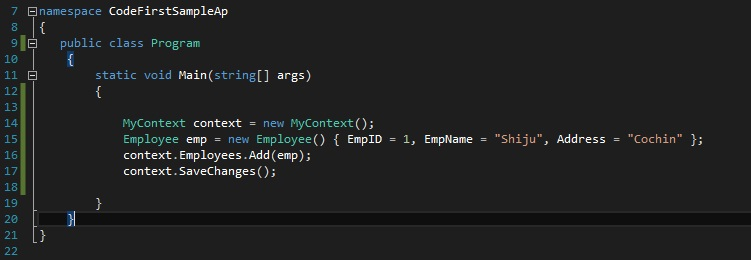 7 namespace CodeFirstSampleAp
8 {
9 public class Program
10 {
11 static void Main(string[] args)
12 {
13
14 MyContext context = new MyContext();
15 Employee emp = new Employee() { EmpID = 1, EmpName = "Shiju", Address = "Cochin" };
16 context.Employees.Add(emp);
17 context.SaveChanges();
18
19 }
20 }
21 }
22